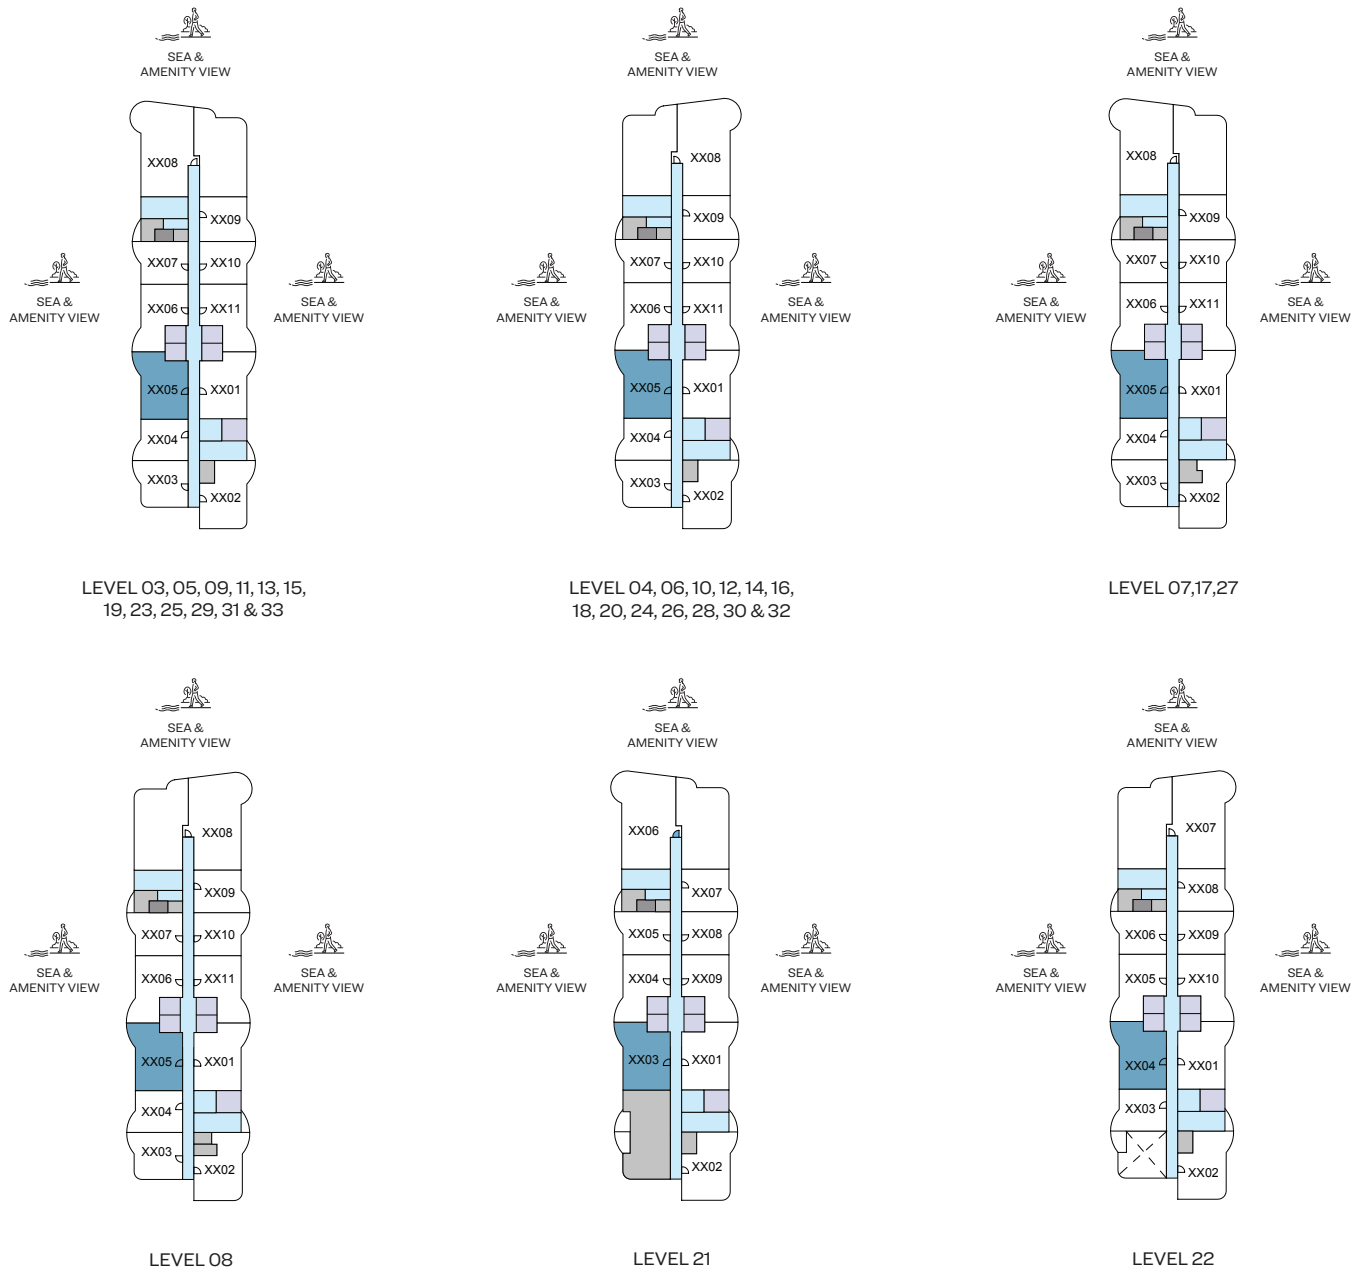 SEA &
AMENITY VIEW
SEA &
AMENITY VIEW
SEA &
AMENITY VIEW
XX08
XX09
XX07
XX10
XX06
XX11
XX05
XX01
XX04
XX03
XX02
LEVEL 03, 05, 09, 11, 13, 15,
19, 23, 25, 29, 31 & 33
SEA &
AMENITY VIEW
SEA &
AMENITY VIEW
SEA &
AMENITY VIEW
XX08
XX09
XX07
XX10
XX06
XX11
XX05
XX01
XX04
XX03
XX02
LEVEL 04, 06, 10, 12, 14, 16,
18, 20, 24, 26, 28, 30 & 32
SEA &
AMENITY VIEW
SEA &
AMENITY VIEW
SEA &
AMENITY VIEW
XX08
XX09
XX07
XX10
XX06
XX11
XX05
XX01
XX04
XX03
XX02
LEVEL 07,17,27
SEA &
AMENITY VIEW
SEA &
AMENITY VIEW
SEA &
AMENITY VIEW
XX08
XX09
XX07
XX10
XX06
XX11
XX05
XX01
XX04
XX03
XX02
LEVEL 08
SEA &
AMENITY VIEW
SEA &
AMENITY VIEW
SEA &
AMENITY VIEW
XX06
XX07
XX05
XX08
XX04
XX09
XX03
XX01
XX02
LEVEL 21
SEA &
AMENITY VIEW
SEA &
AMENITY VIEW
SEA &
AMENITY VIEW
XX07
XX08
XX06
XX09
XX05
XX10
XX04
XX01
XX03
XX02
LEVEL 22